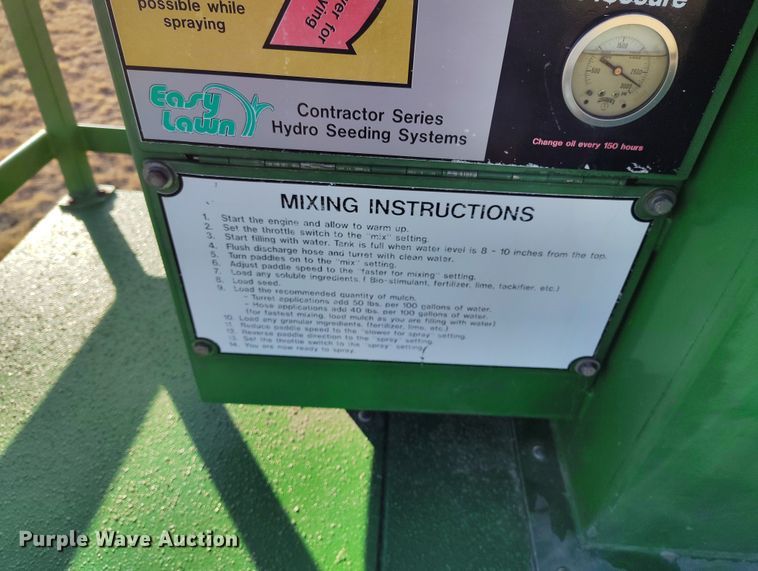 possible while
spraying
wer for
ying
Pressure
1500
500
2500
3000
Easy
Lawn
Contractor Series
Hydro Seeding Systems
Change oil every 150 hours
MIXING INSTRUCTIONS
1. Start the engine and allow to warm up.
2. Set the throttle switch to the "mix" setting.
3. Start filling with water. Tank is full when water level is 8 - 10 inches from the top.
4. Flush discharge hose and turret with clean water.
5. Turn paddles on to the "mix" setting.
6. Adjust paddle speed to the "faster for mixing" setting.
7. Load any soluble ingredients. ( Bio-stimulant, fertilizer, lime, tackifier, etc.)
8. Load seed.
9. Load the recommended quantity of mulch.
- Turret applications add 50 lbs. per 100 gallons of water.
- Hose applications add 40 lbs. per 100 gallons of water.
(for fastest mixing, load mulch as you are filling with water)
10. Load any granular ingredients. (fertilizer, lime, etc.)
11. Reduce paddle speed to the "slower for spray" setting.
12. Reverse paddle direction to the "spray" setting.
13. Set the throttle switch to the "spray" setting.
14. You are now ready to spray.
Purple Wave Auction